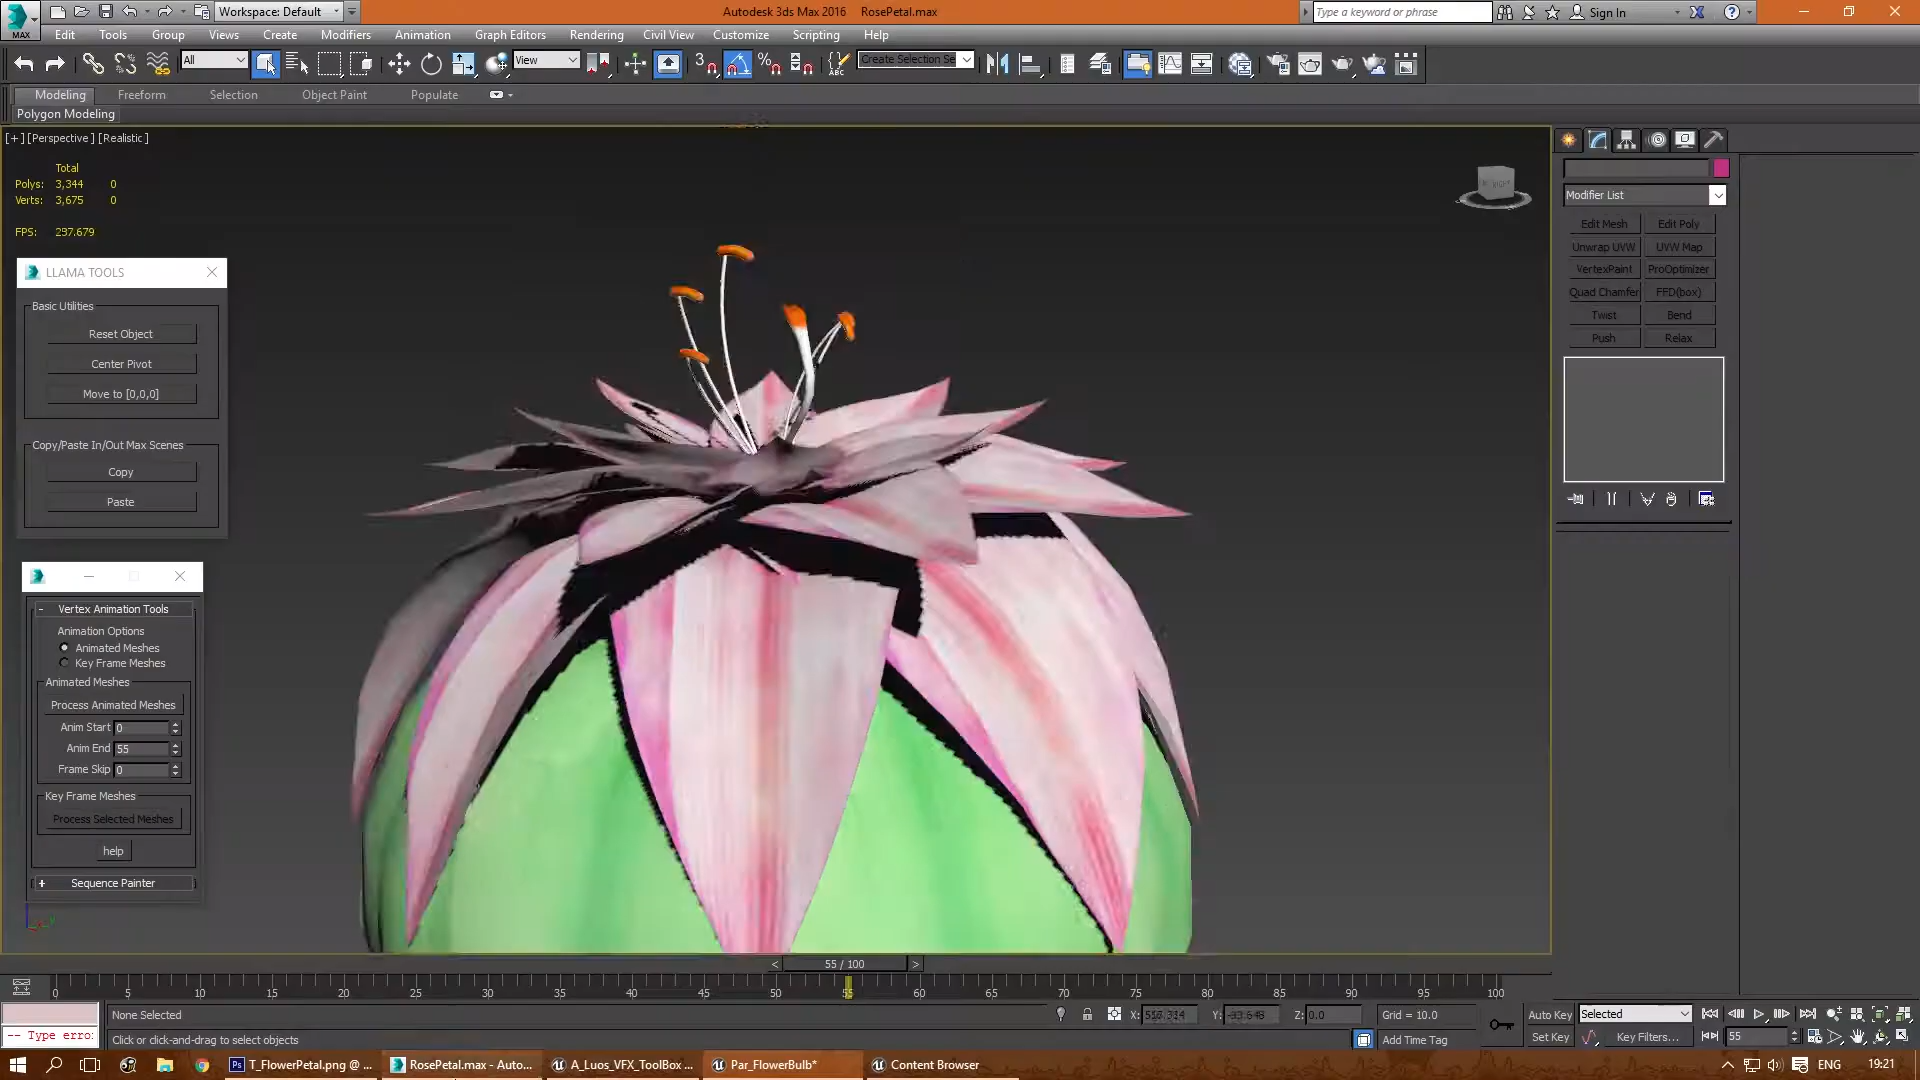 Workspace: Default
Autodesk 3ds Max 2016 RosePetal.max
Type a keyword or phrase
Sign In
MAX
Edit Tools Group Views Create Modifiers Animation Graph Editors Rendering Civil View Customize Scripting Help
All
View
3
ABC
Create Selection Se
Modeling Freeform Selection Object Paint Populate
Polygon Modeling
[+] [Perspective ] [Realistic ]
Total
Polys: 3,344 0
Verts: 3,675 0
FPS: 297.679
LLAMA TOOLS
Basic Utilities
Reset Object
Center Pivot
Move to [0,0,0]
Copy/Paste In/Out Max Scenes
Copy
Paste
- Vertex Animation Tools
Animation Options
Animated Meshes
Key Frame Meshes
Animated Meshes
Process Animated Meshes
Anim Start 0
Anim End 55
Frame Skip 0
Key Frame Meshes
Process Selected Meshes
help
+ Sequence Painter
Modifier List
Edit Mesh Edit Poly
Unwrap UVW UVW Map
VertexPaint ProOptimizer
Quad Chamfer FFD(box)
Twist Bend
Push Relax
< 55 / 100 >
0 5 10 15 20 25 30 35 40 45 50 55 60 65 70 75 80 85 90 95 100
None Selected
X: Y: Z: 0.0
Grid = 10.0
Auto Key Selected
-- Type erro
Click or click-and-drag to select objects
Add Time Tag
Set Key Key Filters...
55
T_FlowerPetal.png @ ...
RosePetal.max - Auto...
A_Luos_VFX_ToolBox ...
Par_FlowerBulb*
Content Browser
ENG 19:21